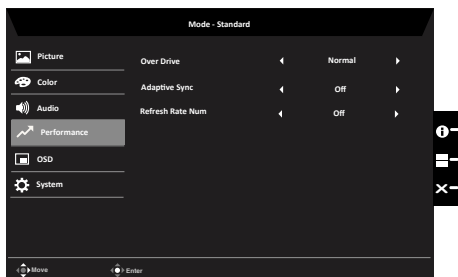 Mode - Standard
Picture
Over Drive Normal
Color
Adaptive Sync Off
Audio
Refresh Rate Num Off
Performance
OSD
System
Move Enter